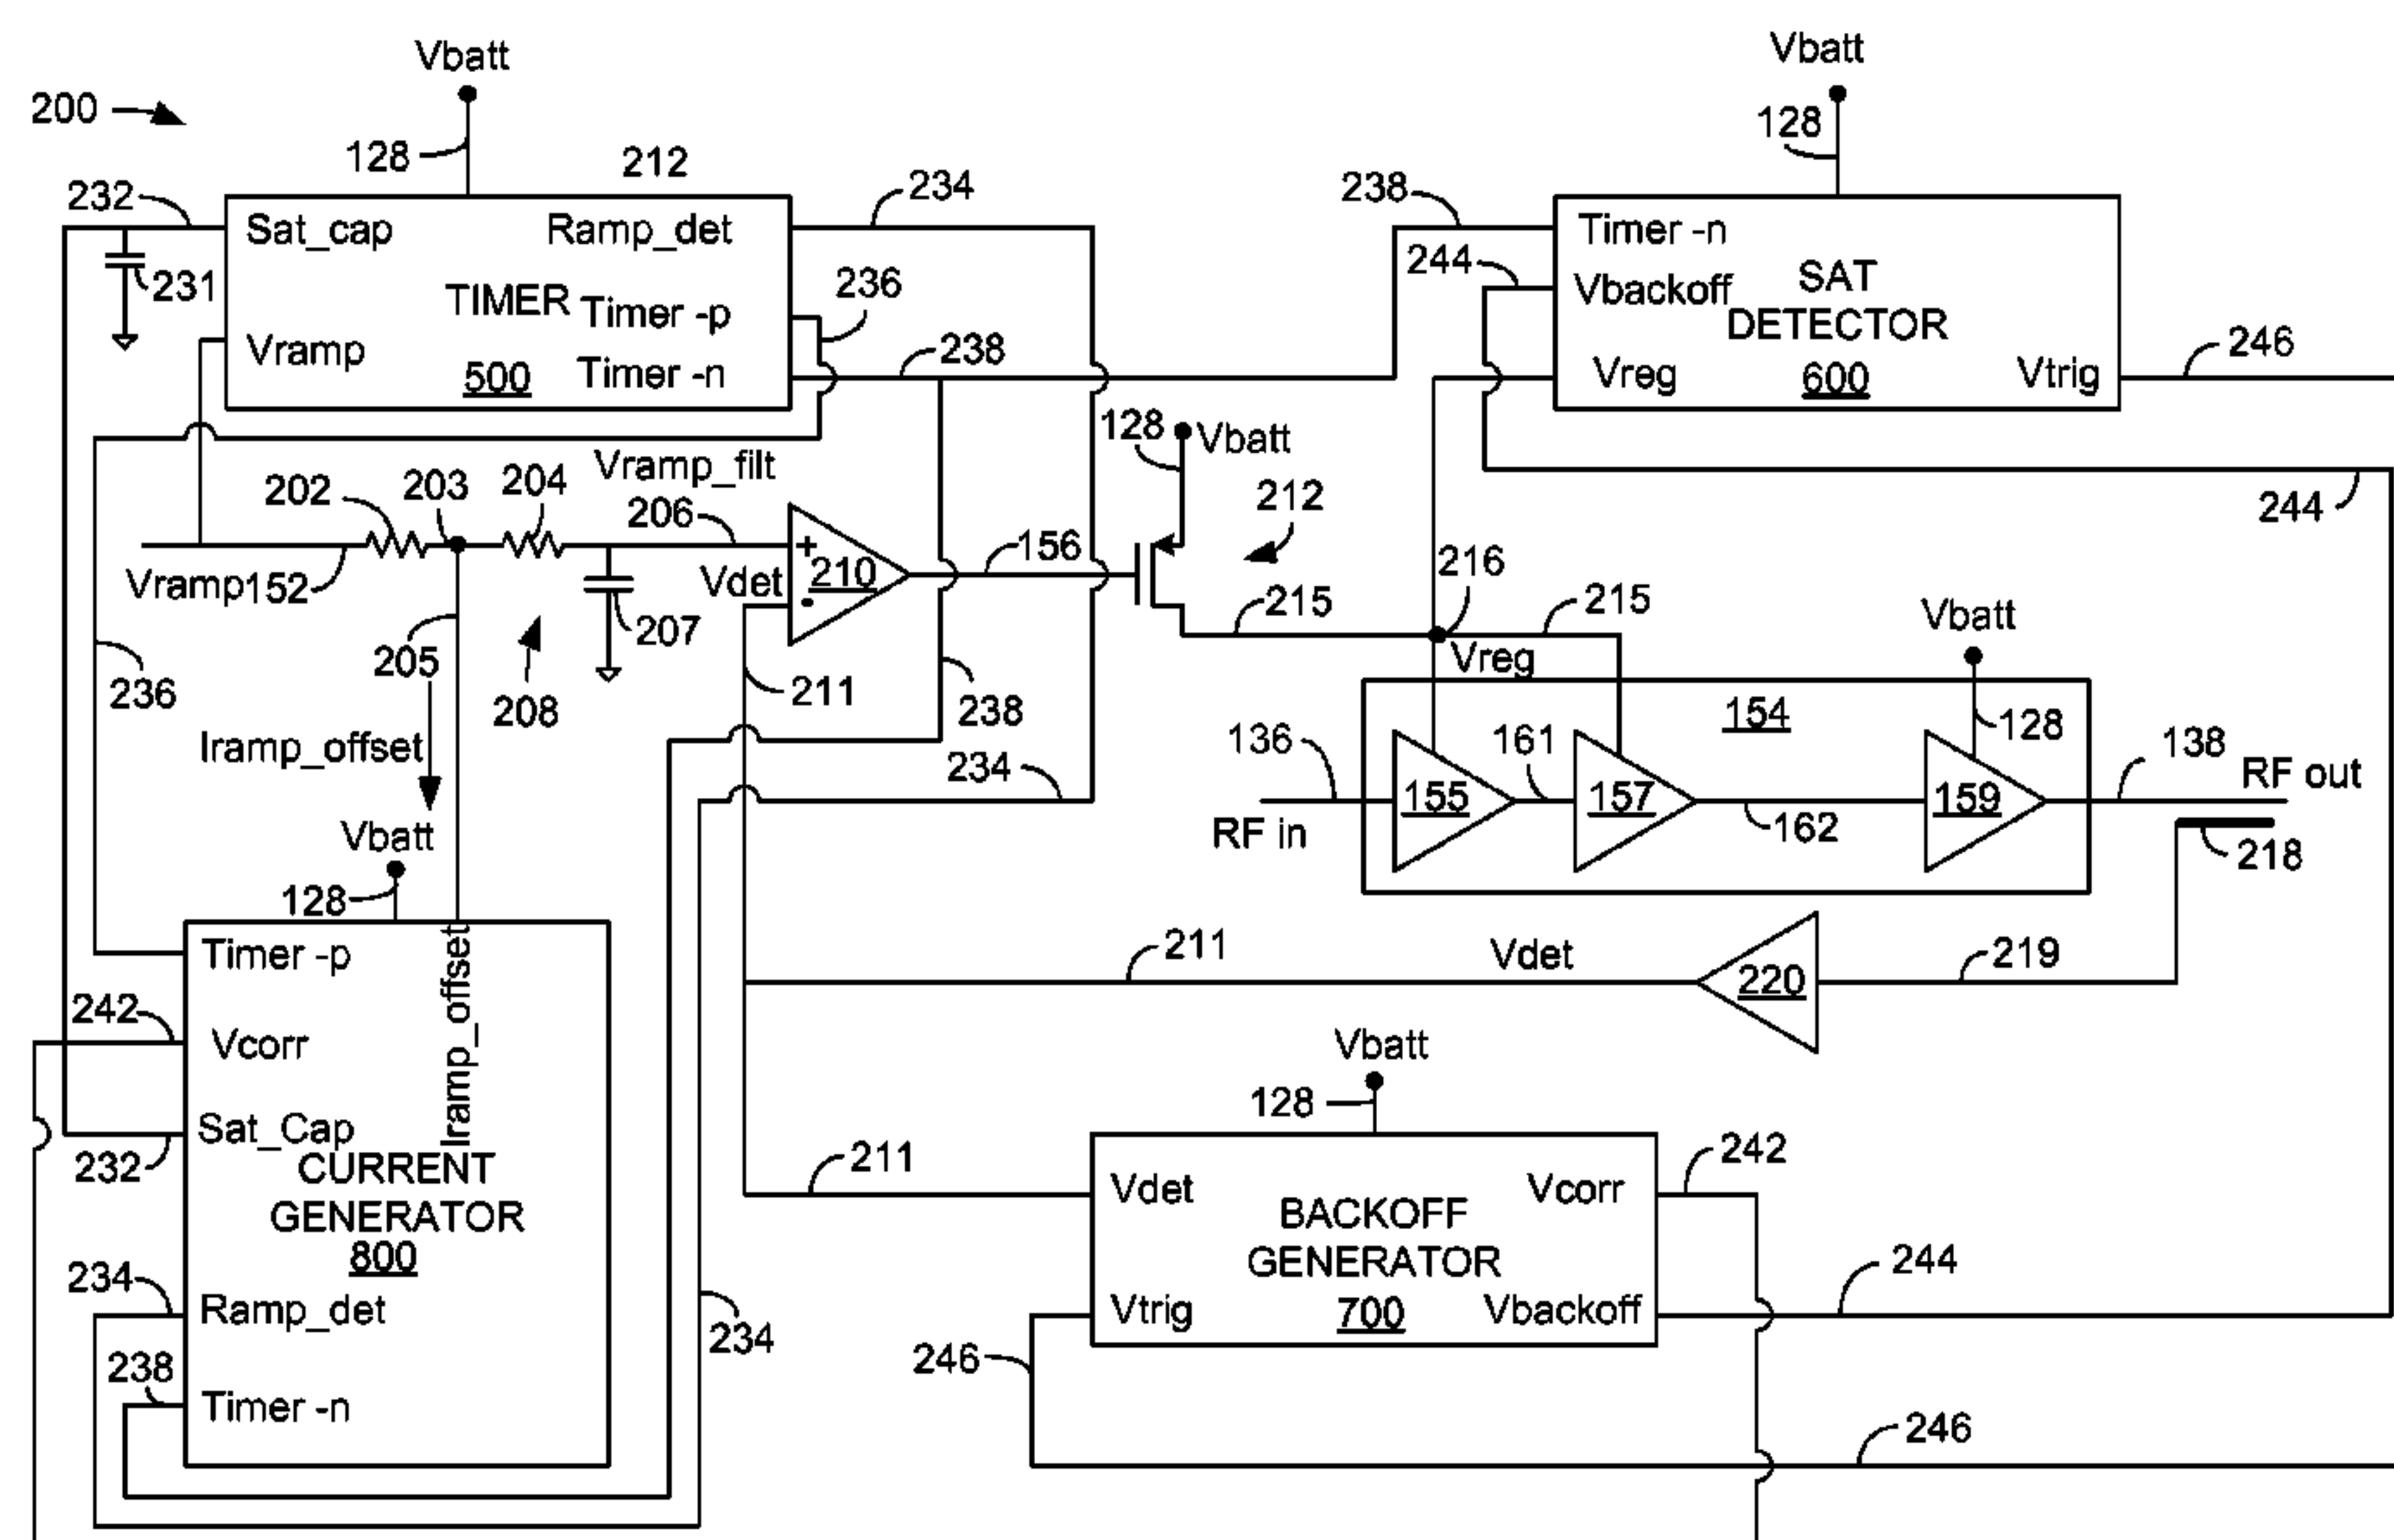 Vbatt
Vbatt
200
128
212
128
232
234
238
Sat_cap
Ramp_det
Timer -n
244
231
236
SAT
Vbackoff
TIMER
Timer -p
DETECTOR
Vramp
238
246
500
Timer -n
Vreg
600
Vtrig
128
Vbatt
Vramp_filt
202
203
204
212
244
206
+
156
216
Vramp152
Vdet
210
-
215
215
Vbatt
207
205
Vreg
236
211
208
238
154
128
136
161
138
Iramp_offset
234
RF out
155
157
159
Vbatt
RF in
162
218
128
Timer -p
Iramp_offset
211
Vdet
219
220
242
Vcorr
Vbatt
128
Sat_Cap
232
211
242
CURRENT
Vdet
Vcorr
GENERATOR
BACKOFF
800
GENERATOR
244
234
Ramp_det
Vtrig
700
Vbackoff
234
246
238
Timer -n
246